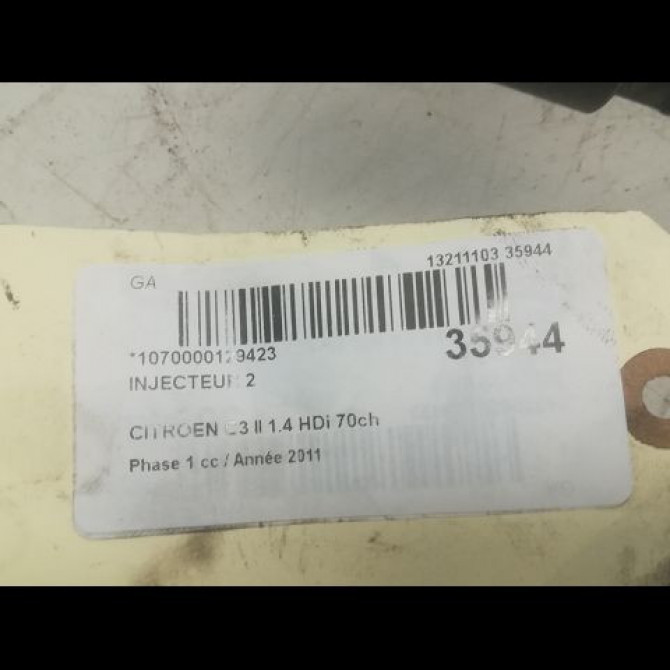 GA
13211103 35944
*1070000129423
35944
INJECTEUR 2
CITROEN C3 II 1.4 HDi 70ch
Phase 1 cc / Année 2011